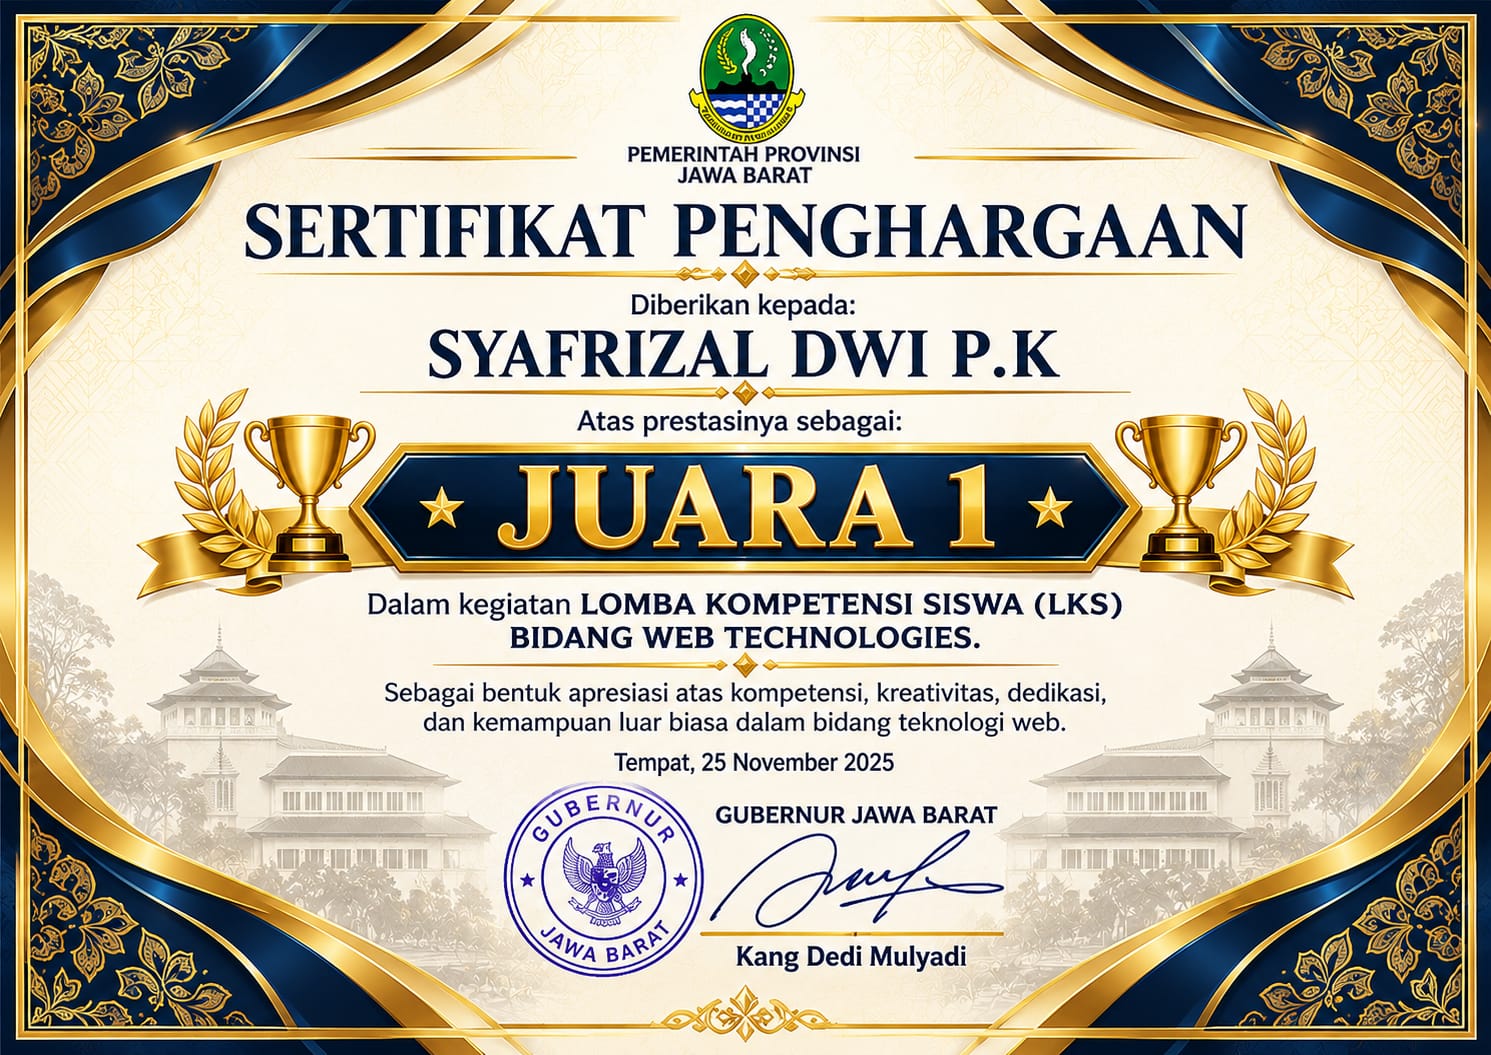 PEMERINTAH PROVINSI
JAWA BARAT
SERTIFIKAT PENGHARGAAN
Diberikan kepada:
SYAFRIZAL DWI P.K
Atas prestasinya sebagai:
JUARA 1
Dalam kegiatan LOMBA KOMPETENSI SISWA (LKS)
BIDANG WEB TECHNOLOGIES.
Sebagai bentuk apresiasi atas kompetensi, kreativitas, dedikasi,
dan kemampuan luar biasa dalam bidang teknologi web.
Tempat, 25 November 2025
GUBERNUR
JAWA BARAT
GUBERNUR JAWA BARAT
Kang Dedi Mulyadi